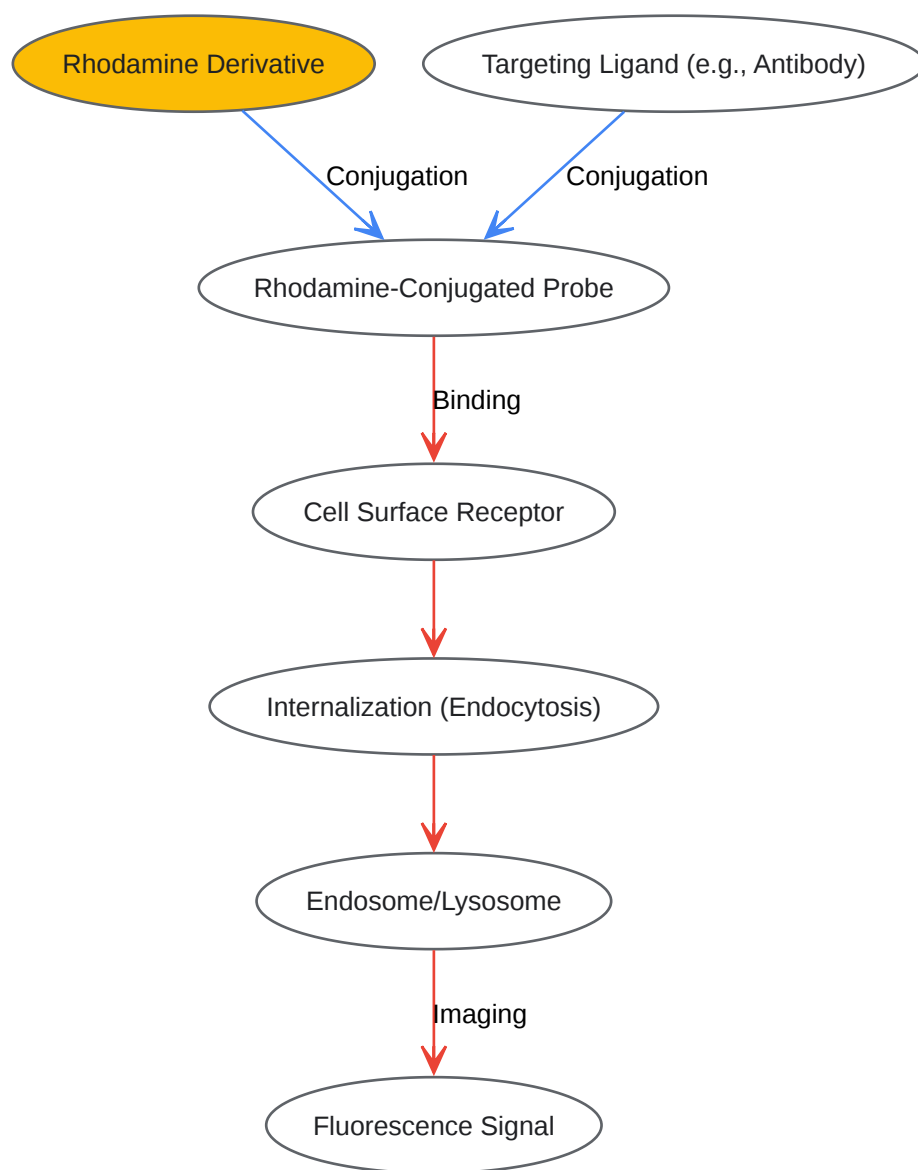 Rhodamine Derivative
Targeting Ligand (e.g., Antibody)
Conjugation
Conjugation
Rhodamine-Conjugated Probe
Binding
Cell Surface Receptor
Internalization (Endocytosis)
Endosome/Lysosome
Imaging
Fluorescence Signal